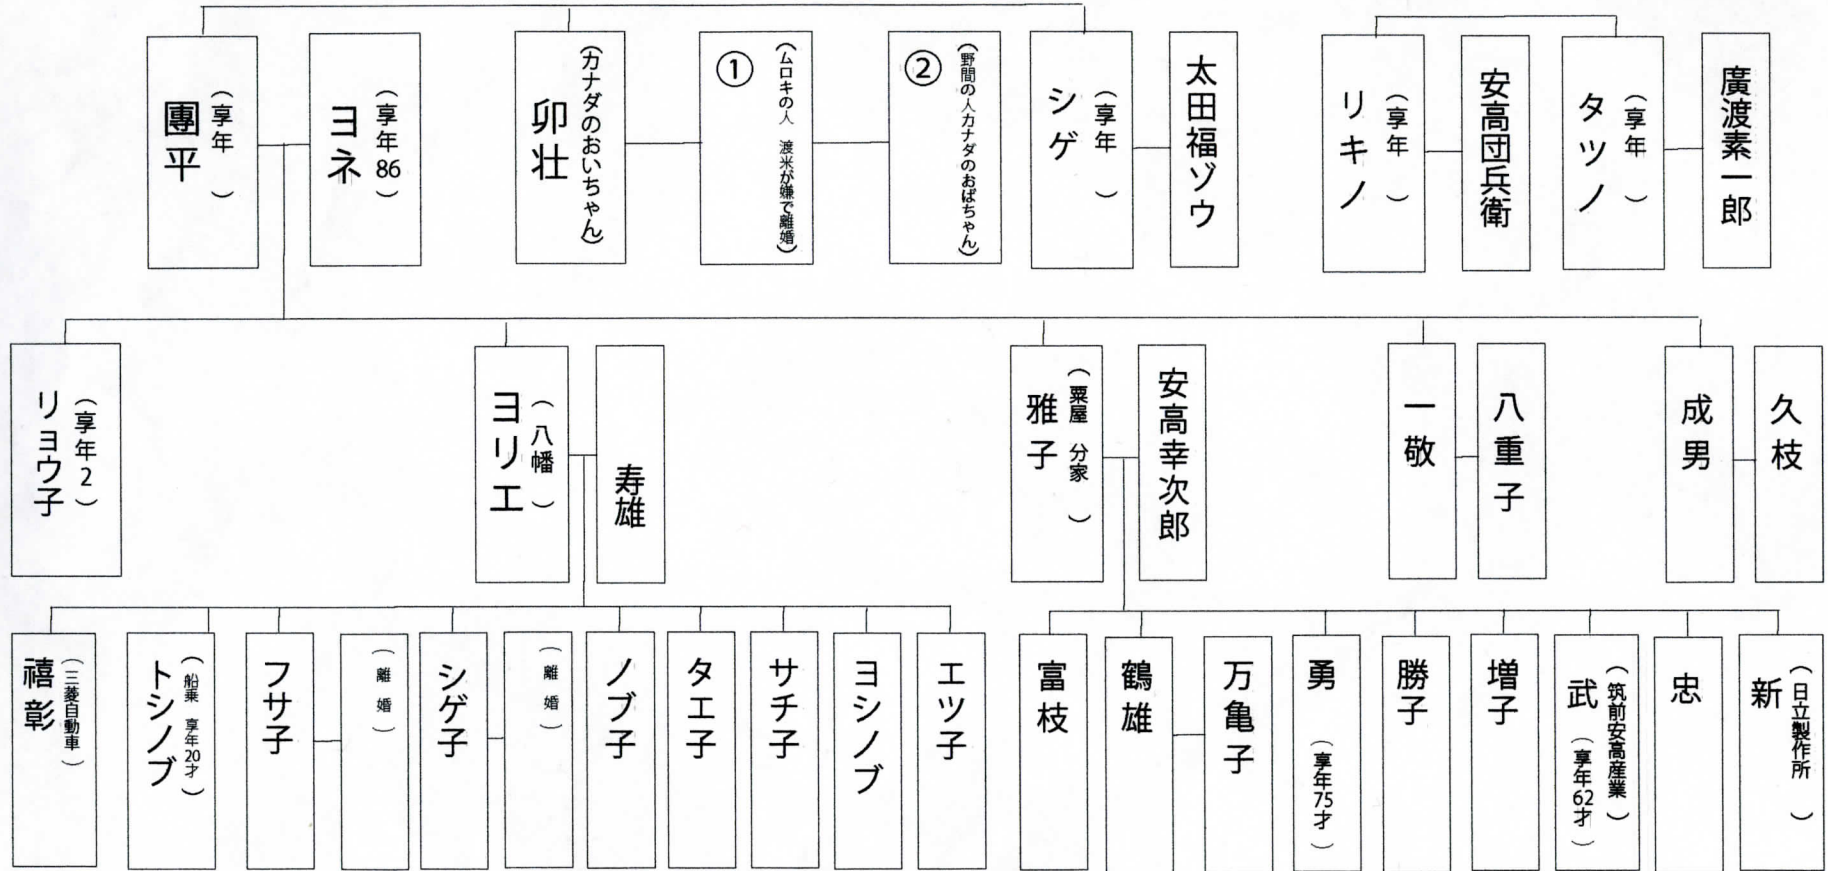 團平
（享年　　）
ヨネ
（享年86）
卯壮
（カナダのおいちゃん）
①
（ムロキの人　渡米が嫌で離婚）
②
（野間の人カナダのおばちゃん）
シゲ
（享年　　）
太田福ゾウ
リキノ
（享年　　）
安高団兵衛
タツノ
（享年　　）
廣渡素一郎
リョウ子
（享年2）
ヨリエ
（八幡）
寿雄
雅子
（粟屋　分家　）
安高幸次郎
一敬
八重子
成男
久枝
禧彰
（三菱自動車）
トシノブ
（船乗　享年20才）
フサ子
（離婚）
シゲ子
（離婚）
ノブ子
タエ子
サチ子
ヨシノブ
エツ子
富枝
鶴雄
万亀子
勇
（享年75才）
勝子
増子
武
（筑前安高産業）
（享年62才）
忠
新
（日立製作所　）